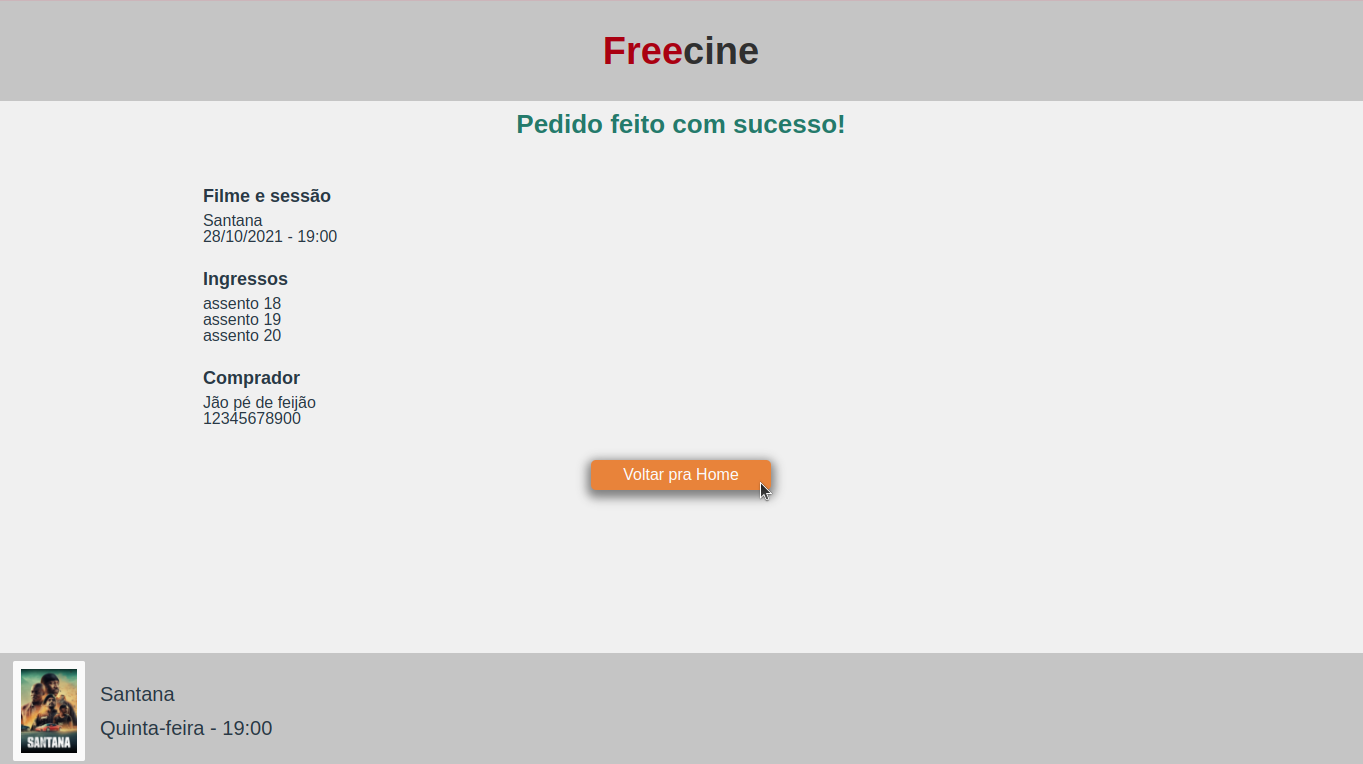 Freecine
Pedido feito com sucesso!
Filme e sessão
Santana
28/10/2021 - 19:00
Ingressos
assento 18
assento 19
assento 20
Comprador
Jão pé de feijão
12345678900
Voltar pra Home
SANTANA
Santana
Quinta-feira - 19:00